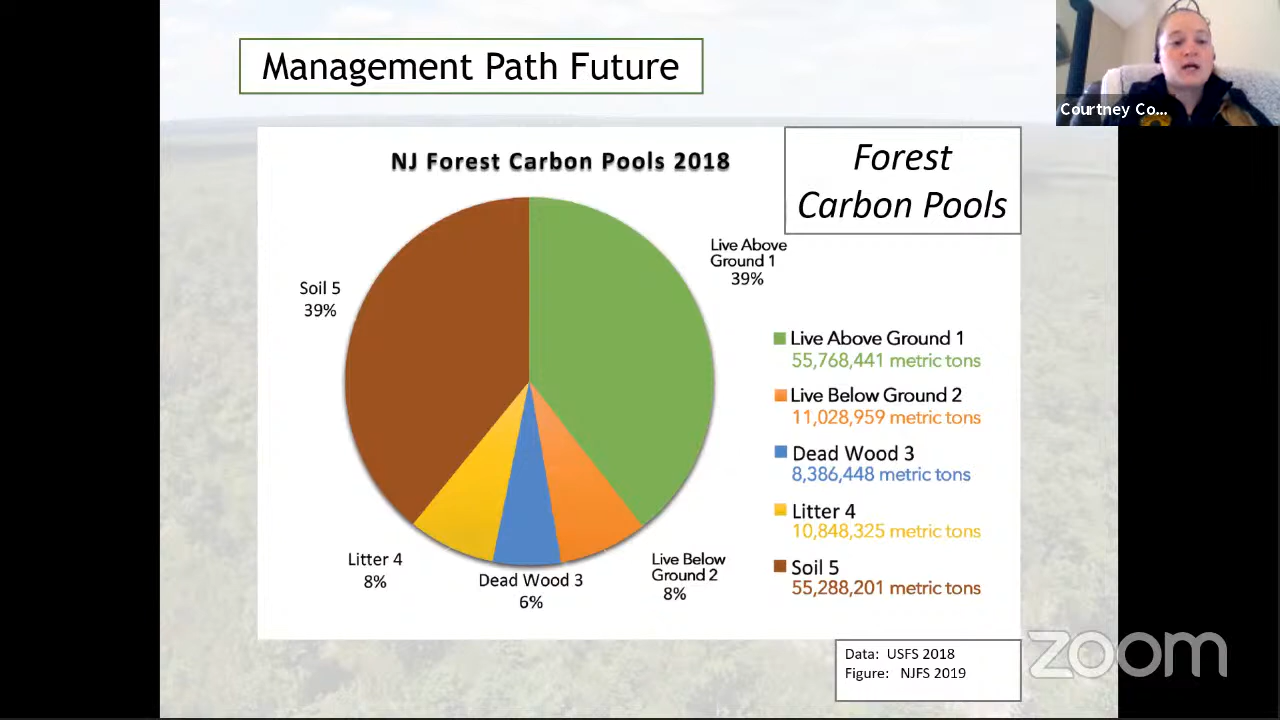 Management Path Future
Courtney Co...
NJ Forest Carbon Pools 2018
Forest
Carbon Pools
Live Above
Ground 1
39%
Soil 5
39%
Live Above Ground 1
55,768,441 metric tons
Live Below Ground 2
11,028,959 metric tons
Dead Wood 3
8,386,448 metric tons
Litter 4
10,848,325 metric tons
Soil 5
55,288,201 metric tons
Litter 4
8%
Dead Wood 3
6%
Live Below
Ground 2
8%
Data: USFS 2018
Figure: NJFS 2019
zoom